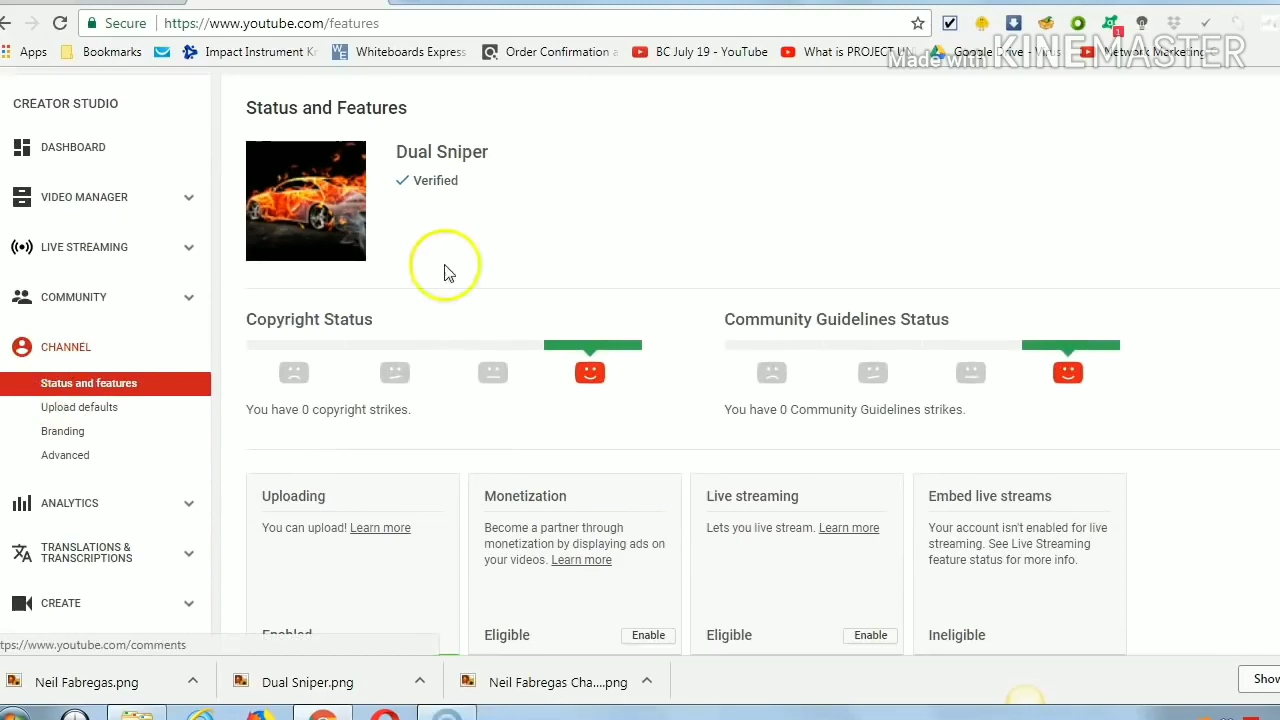 Secure https://www.youtube.com/features
Apps Bookmarks Impact Instrument Whiteboards Expres Order Confirmation BC July 19 - YouTube What is PROJECT Google Drive
Made with KINEMASTER
CREATOR STUDIO
DASHBOARD
VIDEO MANAGER
LIVE STREAMING
COMMUNITY
CHANNEL
Status and features
Upload defaults
Branding
Advanced
ANALYTICS
TRANSLATIONS &
TRANSCRIPTIONS
CREATE
Status and Features
Dual Sniper
Verified
Copyright Status
You have 0 copyright strikes.
Community Guidelines Status
You have 0 Community Guidelines strikes.
Uploading
You can upload! Learn more
Enabled
Monetization
Become a partner through
monetization by displaying ads on
your videos. Learn more
Eligible Enable
Live streaming
Lets you live stream. Learn more
Eligible Enable
Embed live streams
Your account isn't enabled for live
streaming. See Live Streaming
feature status for more info.
Ineligible
ttps://www.youtube.com/comments
Neil Fabregas.png Dual Sniper.png Neil Fabregas Cha....png Show